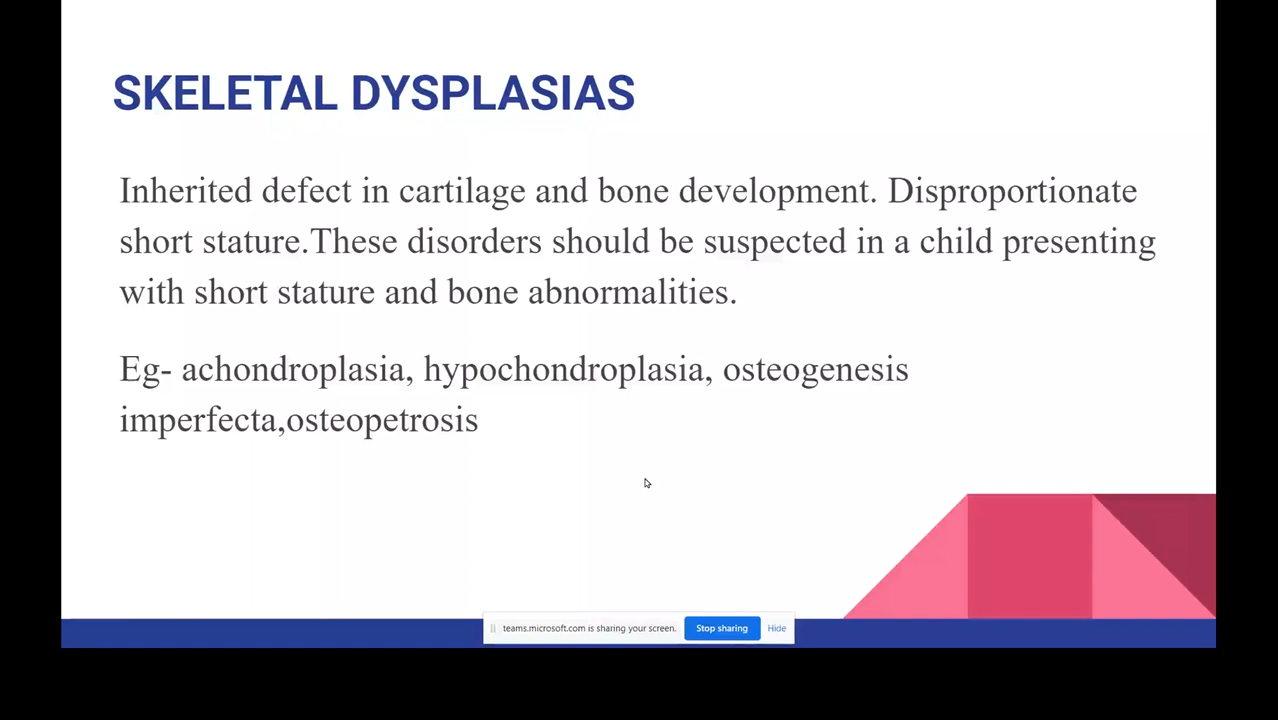 SKELETAL DYSPLASIAS
Inherited defect in cartilage and bone development. Disproportionate
short stature.These disorders should be suspected in a child presenting
with short stature and bone abnormalities.
Eg- achondroplasia, hypochondroplasia, osteogenesis
imperfecta,osteopetrosis
teams.microsoft.com is sharing your screen. Stop sharing Hide